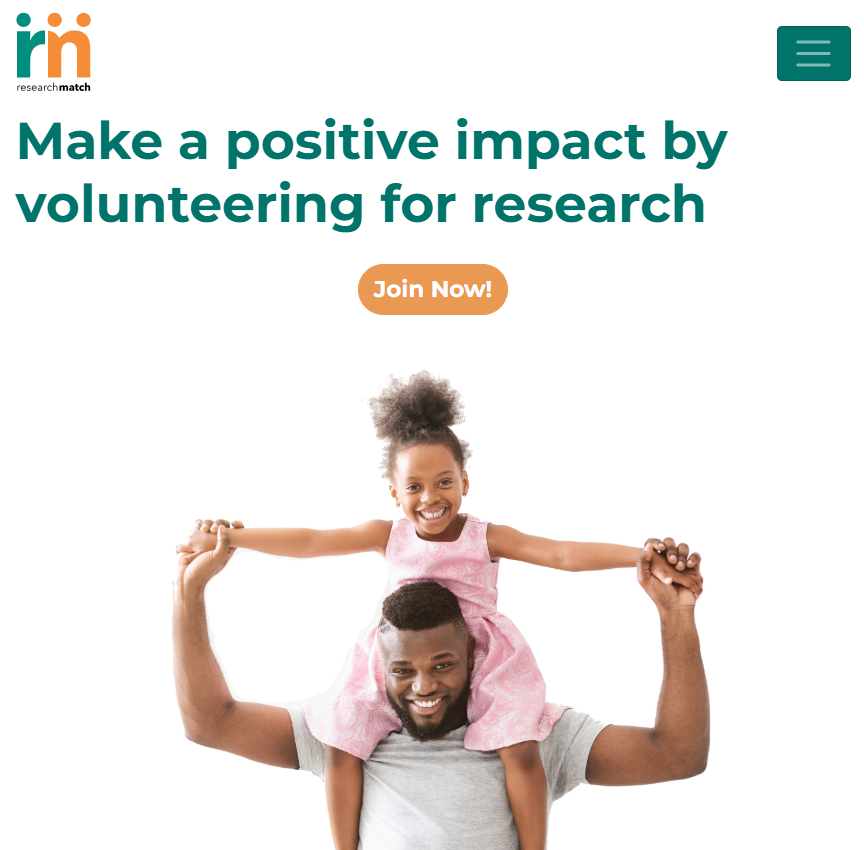 researchmatch
Make a positive impact by
volunteering for research
Join Now!